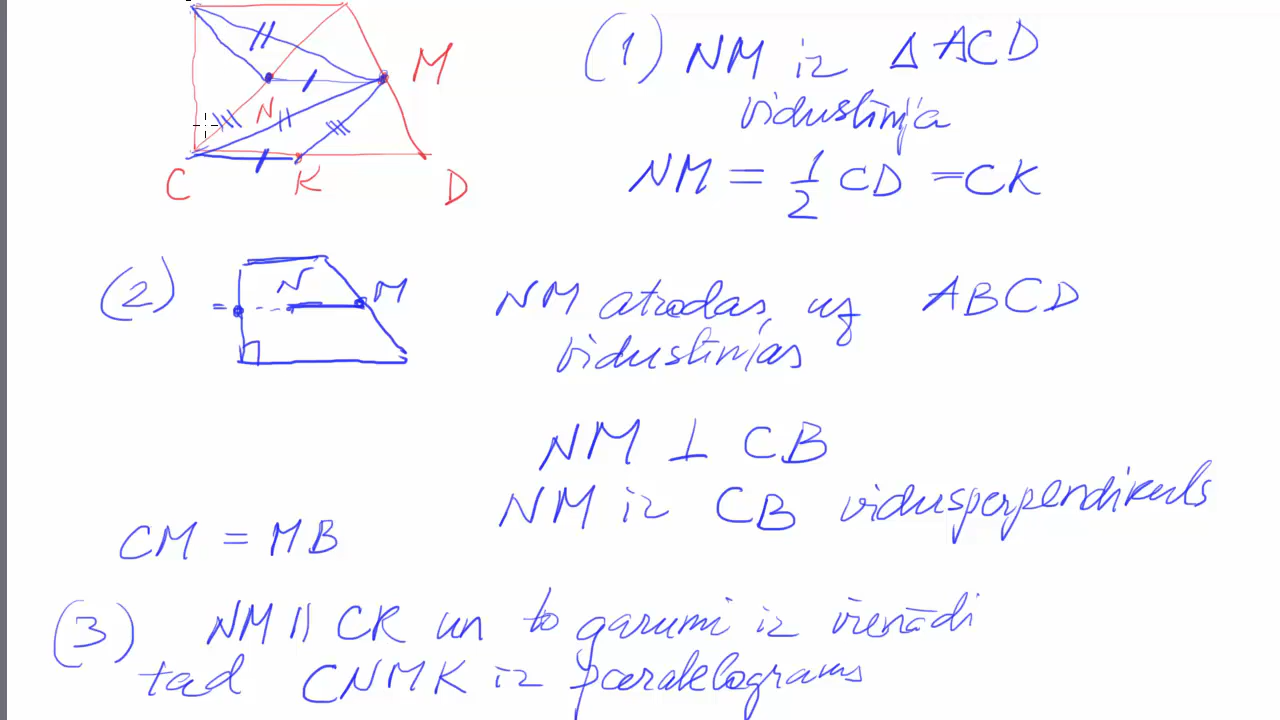 M
N
C K D
(1) NM ir Δ ACD
viduslīnija
NM = 1/2 CD = CK
(2)
N M
NM atrodas uz ABCD
viduslīnijas
NM ⊥ CB
NM ir CB vidusperpendikuls
CM = MB
(3) NM || CK un to garumi ir vienādi
tad CNMK ir paralelograms